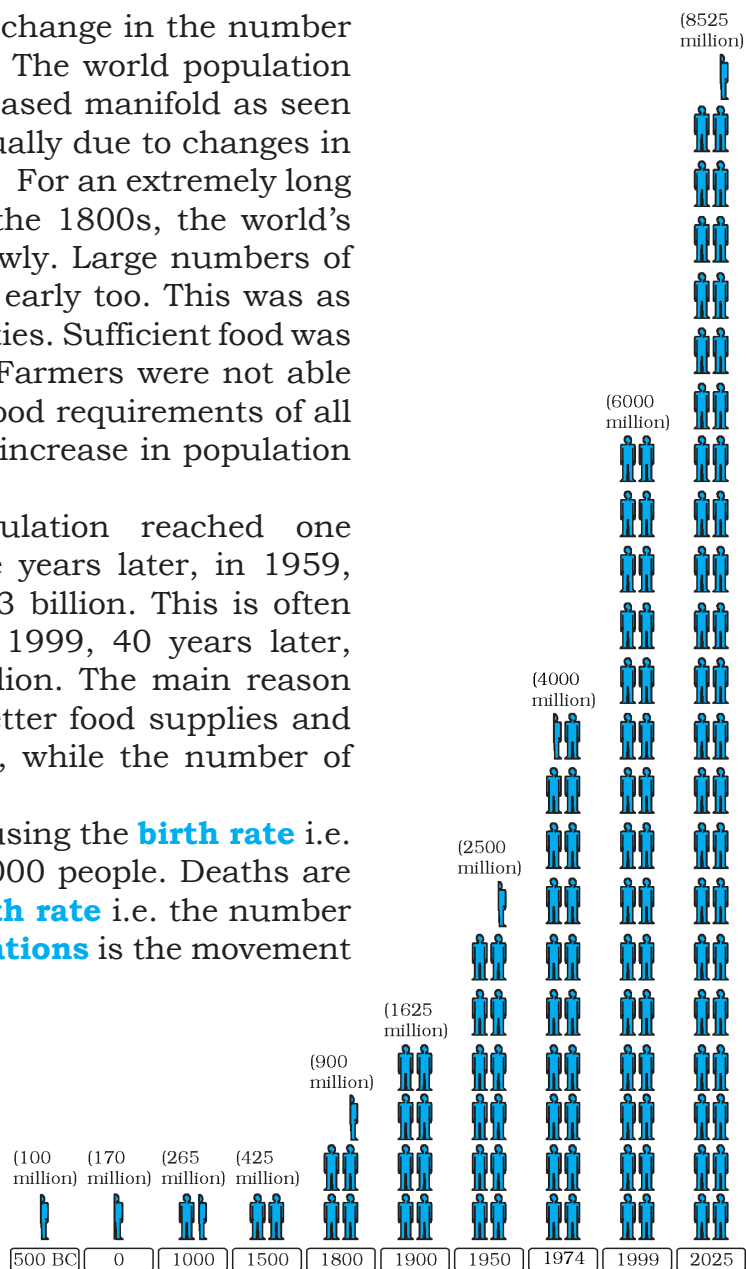 change in the number
The world population
ased manifold as seen
ually due to changes in
For an extremely long
the 1800s, the world’s
wly. Large numbers of
early too. This was as
ties. Sufficient food was
Farmers were not able
ood requirements of all
increase in population
ulation reached one
e years later, in 1959,
3 billion. This is often
1999, 40 years later,
lion. The main reason
etter food supplies and
, while the number of
using the birth rate i.e.
000 people. Deaths are
th rate i.e. the number
ations is the movement
(100
million)
(170
million)
(265
million)
(425
million)
(900
million)
(1625
million)
(2500
million)
(4000
million)
(6000
million)
(8525
million)
500 BC
0
1000
1500
1800
1900
1950
1974
1999
2025